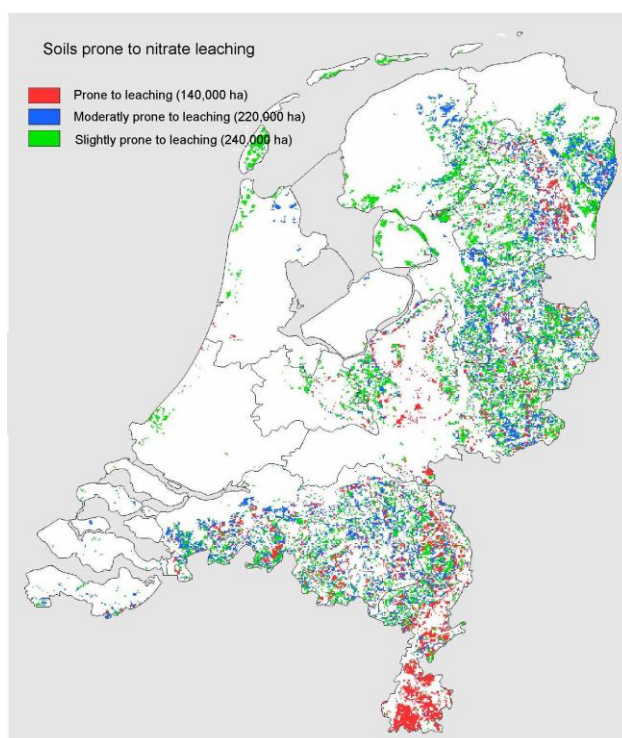 Soils prone to nitrate leaching
Prone to leaching (140,000 ha)
Moderatly prone to leaching (220,000 ha)
Slightly prone to leaching (240,000 ha)